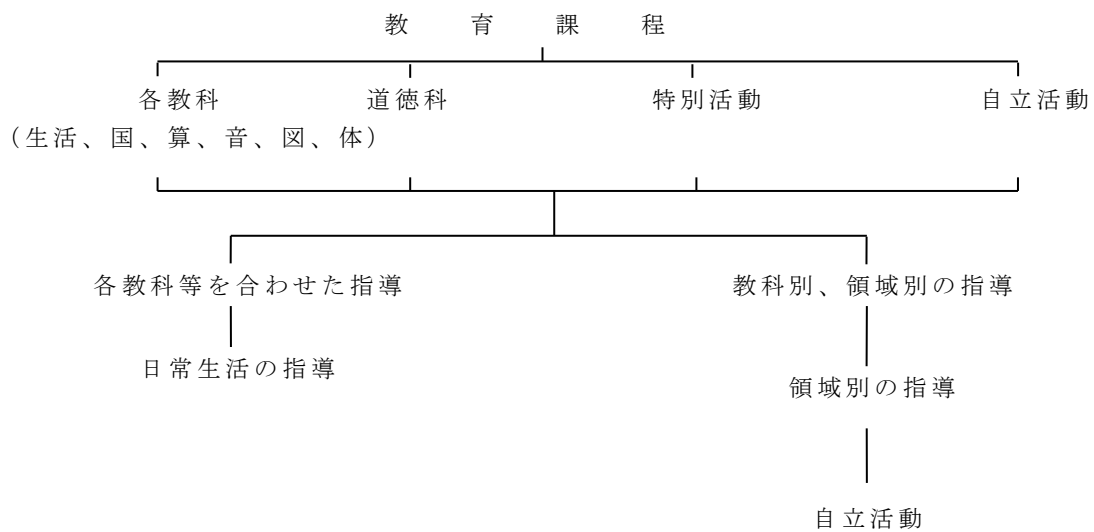 教育課程
各教科 道徳科 特別活動 自立活動
(生活、国、算、音、図、体)
各教科等を合わせた指導 教科別、領域別の指導
日常生活の指導
領域別の指導
自立活動